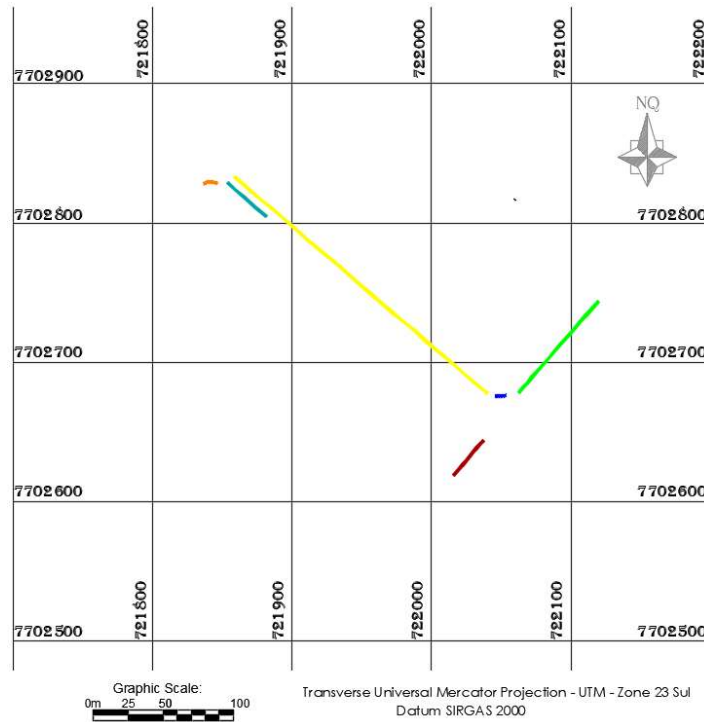 721800 721900 722000 722100 722200
7702900 7702900
NQ
7702800 7702800
7702700 7702700
7702600 7702600
721800 721900 722000 722100
7702500 7702500
Graphic Scale:
0m 25 50 100
Transverse Universal Mercator Projection - UTM - Zone 23 Sul
Datum SIRGAS 2000